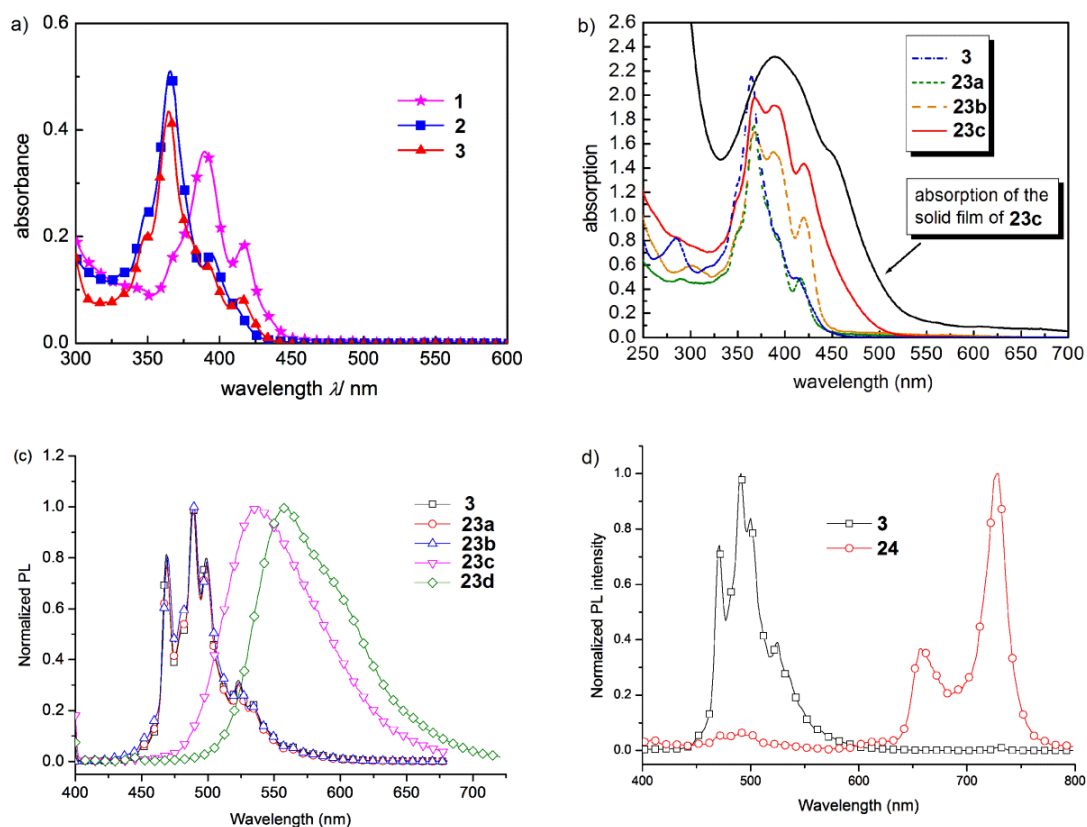 a)
0.6
0.4
0.2
0.0
absorbance
300 350 400 450 500 550 600
wavelength λ/ nm
1
2
3
b)
2.6
2.4
2.2
2.0
1.8
1.6
1.4
1.2
1.0
0.8
0.6
0.4
0.2
0.0
absorption
250 300 350 400 450 500 550 600 650 700
wavelength (nm)
3
23a
23b
23c
absorption of the
solid film of 23c
(c)
1.2
1.0
0.8
0.6
0.4
0.2
0.0
Normalized PL
400 450 500 550 600 650 700
Wavelength (nm)
3
23a
23b
23c
23d
d)
1.0
0.8
0.6
0.4
0.2
0.0
Normalized PL intensity
400 500 600 700 800
Wavelength (nm)
3
24